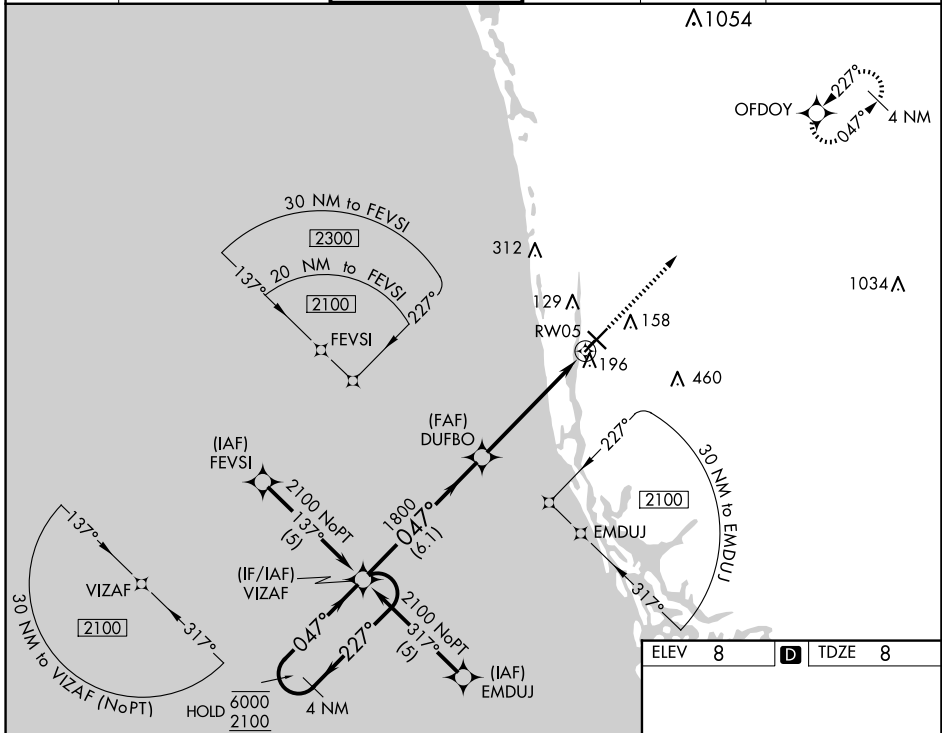 1054
OFDOY
227°
047°
4 NM
30 NM to FEVSI
2300
20 NM to FEVSI
2100
137°
227°
FEVSI
312
129
RW05
158
196
460
1034
(FAF)
DUFBO
(IAF)
FEVSI
2100 NoPT
137°
(5)
1800
047°
(6.1)
227°
30 NM to EMDUJ
2100
EMDUJ
317°
137°
VIZAF
2100
317°
30 NM to VIZAF (NoPT)
(IF/IAF)
VIZAF
047°
227°
2100 NoPT
317°
(5)
(IAF)
EMDUJ
HOLD 6000
2100
4 NM
ELEV 8 D TDZE 8